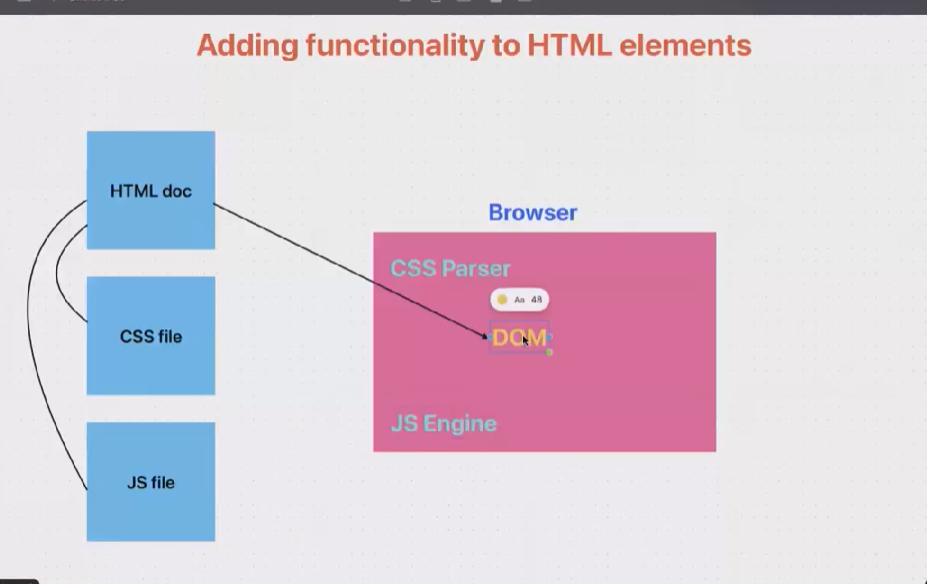 Adding functionality to HTML elements
HTML doc
CSS file
JS file
Browser
CSS Parser
Aa 48
DOM
JS Engine